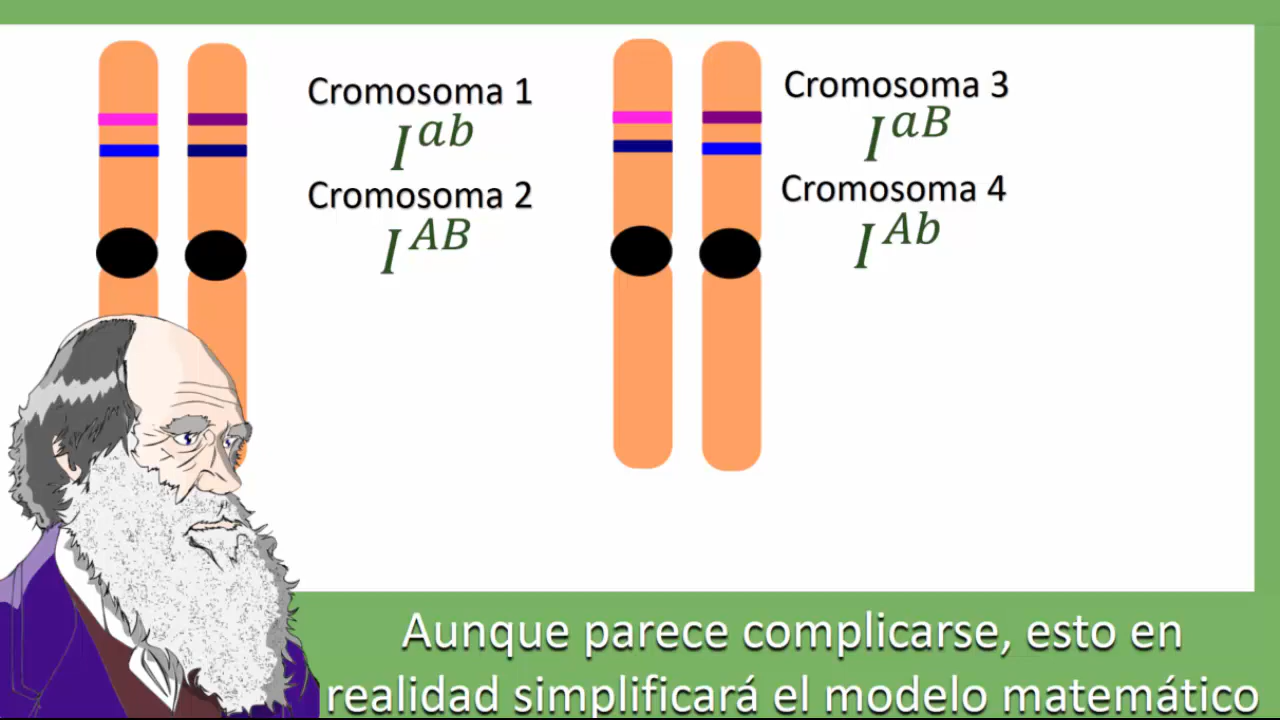 Cromosoma 1
I^ab
Cromosoma 2
I^AB
Cromosoma 3
I^aB
Cromosoma 4
I^Ab
Aunque parece complicarse, esto en
realidad simplificará el modelo matemático